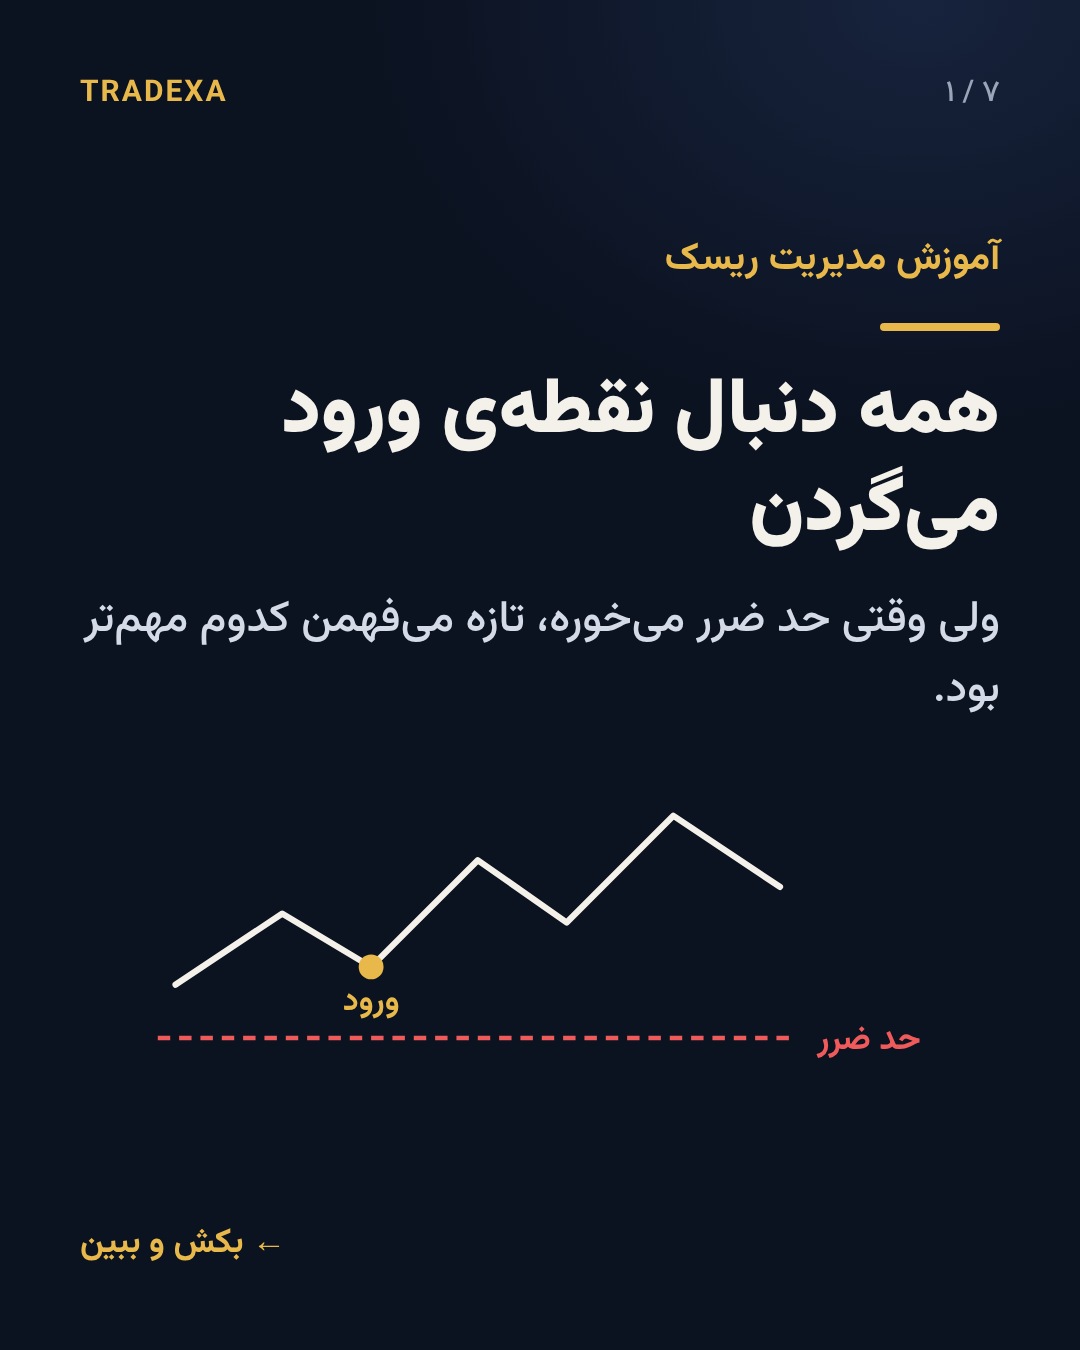 TRADEXA
۱ / ۷
آموزش مدیریت ریسک
همه دنبال نقطه‌ی ورود
می‌گردن
ولی وقتی حد ضرر می‌خوره، تازه می‌فهمن کدوم مهم‌تر
بود.
ورود
حد ضرر
← بکش و ببین